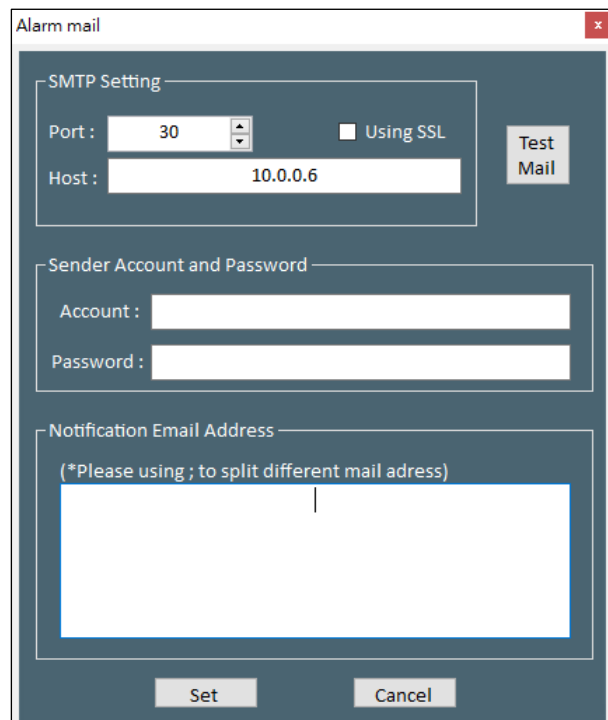 Alarm mail
x
SMTP Setting
Port :
30
Using SSL
Test
Mail
Host :
10.0.0.6
Sender Account and Password
Account :
Password :
Notification Email Address
(*Please using ; to split different mail adress)
Set
Cancel